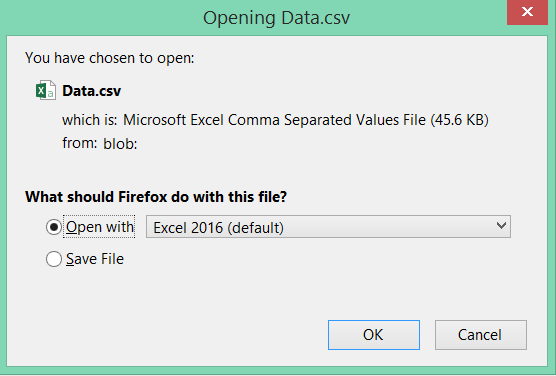 Opening Data.csv
You have chosen to open:
Data.csv
which is: Microsoft Excel Comma Separated Values File (45.6 KB)
from: blob:
What should Firefox do with this file?
Open with Excel 2016 (default)
Save File
OK Cancel